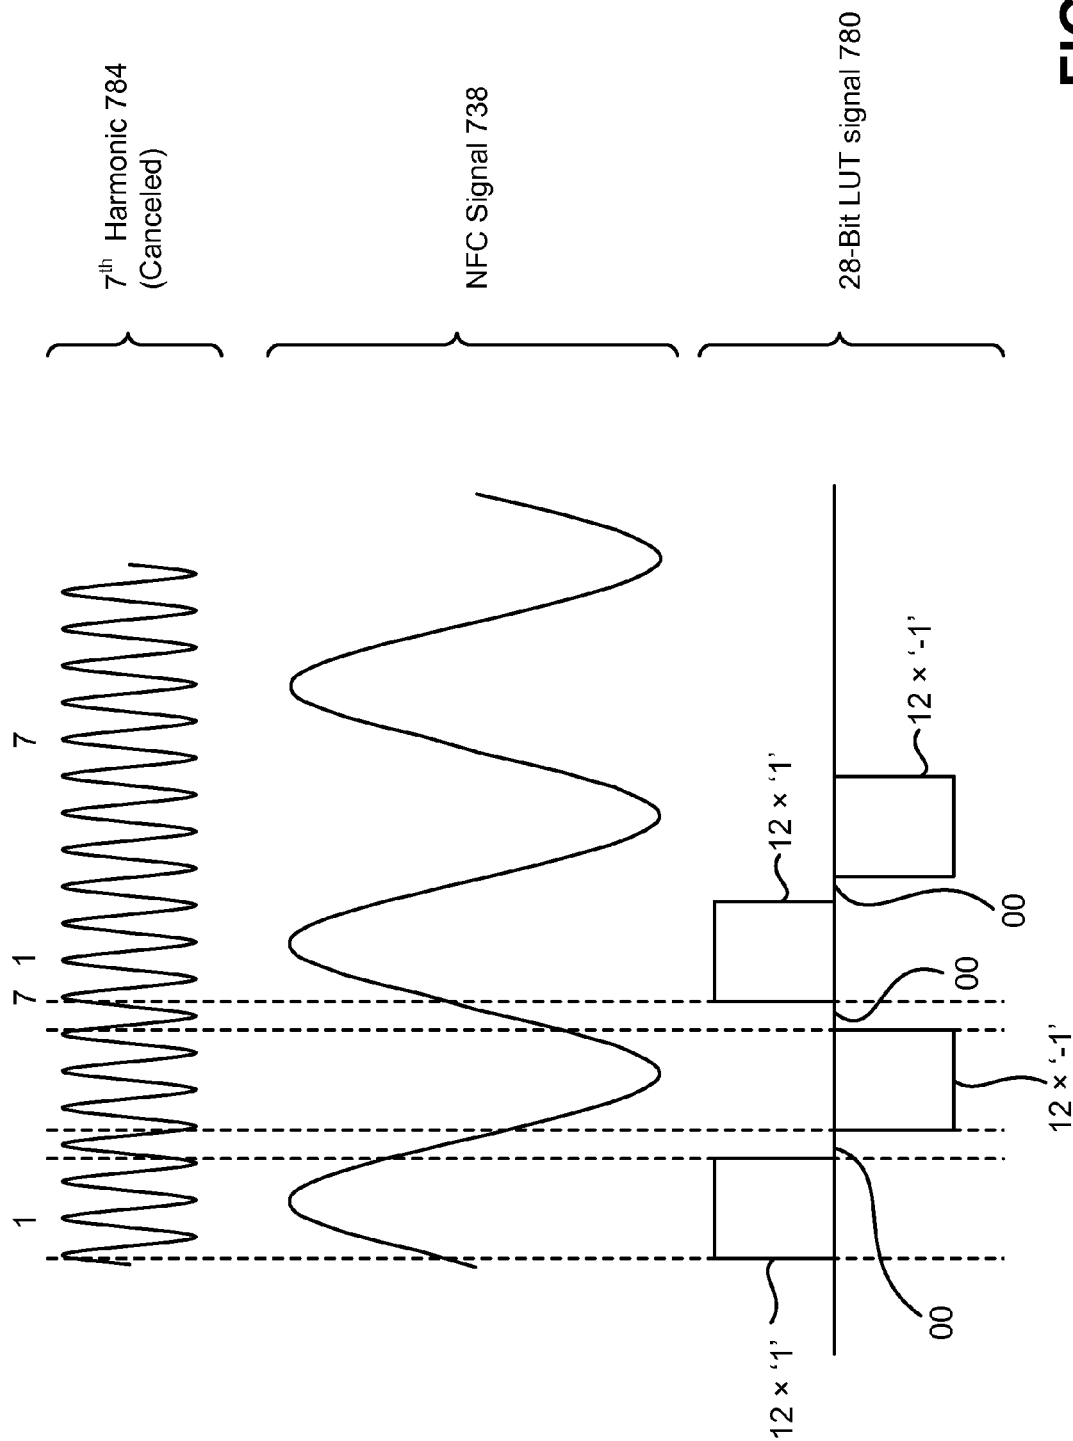 1 7 1 7
7th Harmonic 784
(Canceled)
NFC Signal 738
12 × ‘1’
12 × ‘1’
28-Bit LUT signal 780
12 × ‘-1’
00
00
00
12 × ‘-1’